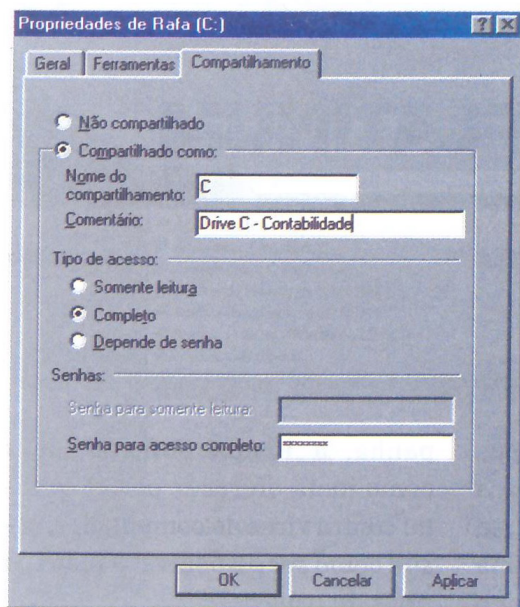 Propriedades de Rafa (C:)
Geral Ferramentas Compartilhamento
Não compartilhado
Compartilhado como:
Nome do
compartilhamento: C
Comentário: Drive C - Contabilidade
Tipo de acesso:
Somente leitura
Completo
Depende de senha
Senhas:
Senha para somente leitura:
Senha para acesso completo: ********
OK Cancelar Aplicar